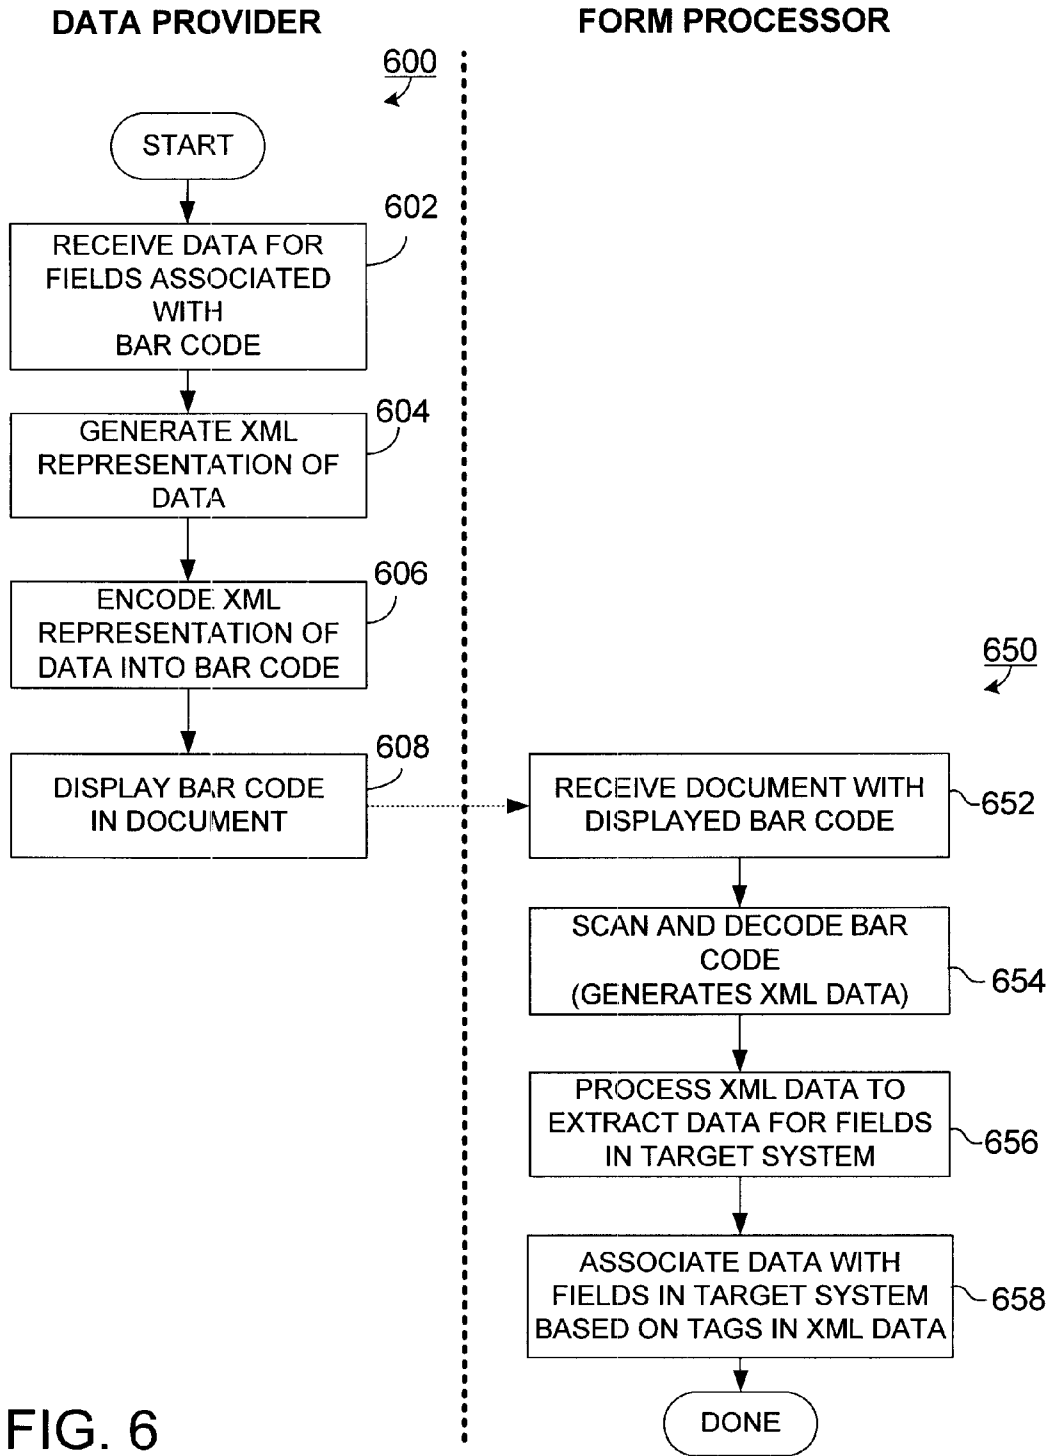 DATA PROVIDER
FORM PROCESSOR
600
START
602
RECEIVE DATA FOR
FIELDS ASSOCIATED
WITH
BAR CODE
604
GENERATE XML
REPRESENTATION OF
DATA
606
ENCODE XML
REPRESENTATION OF
DATA INTO BAR CODE
608
DISPLAY BAR CODE
IN DOCUMENT
650
RECEIVE DOCUMENT WITH
DISPLAYED BAR CODE
652
SCAN AND DECODE BAR
CODE
(GENERATES XML DATA)
654
PROCESS XML DATA TO
EXTRACT DATA FOR FIELDS
IN TARGET SYSTEM
656
ASSOCIATE DATA WITH
FIELDS IN TARGET SYSTEM
BASED ON TAGS IN XML DATA
658
DONE
FIG. 6